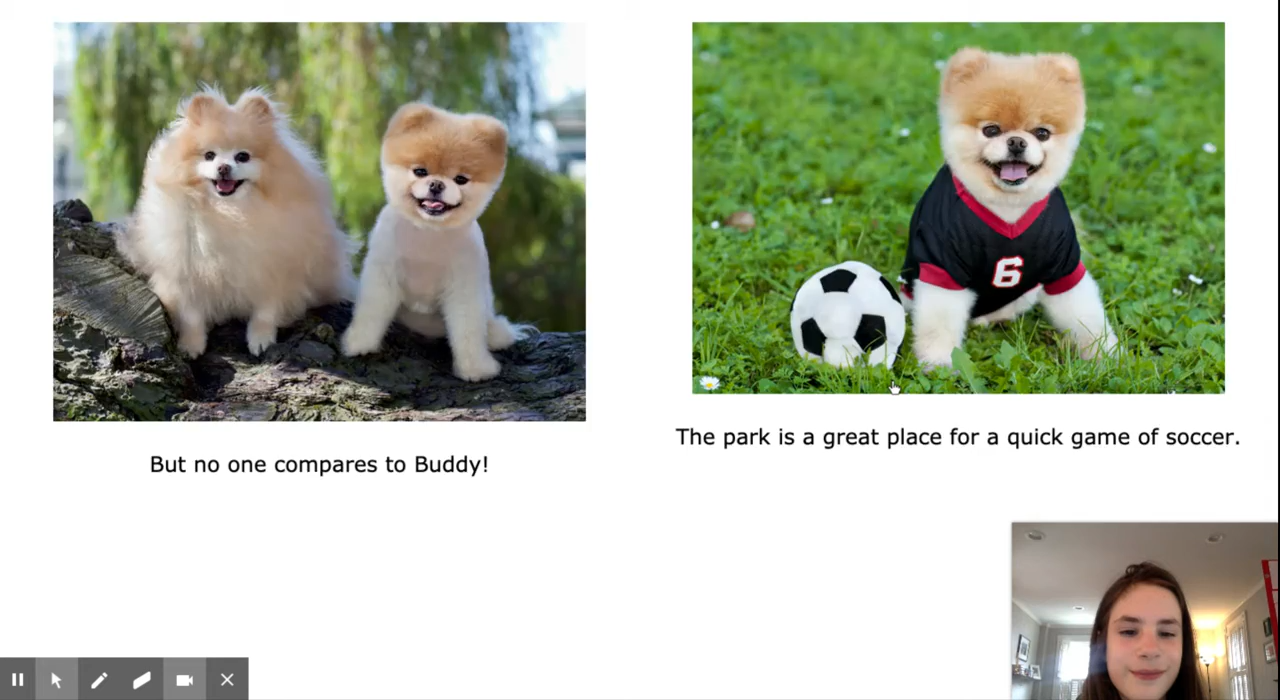 6
But no one compares to Buddy!
The park is a great place for a quick game of soccer.